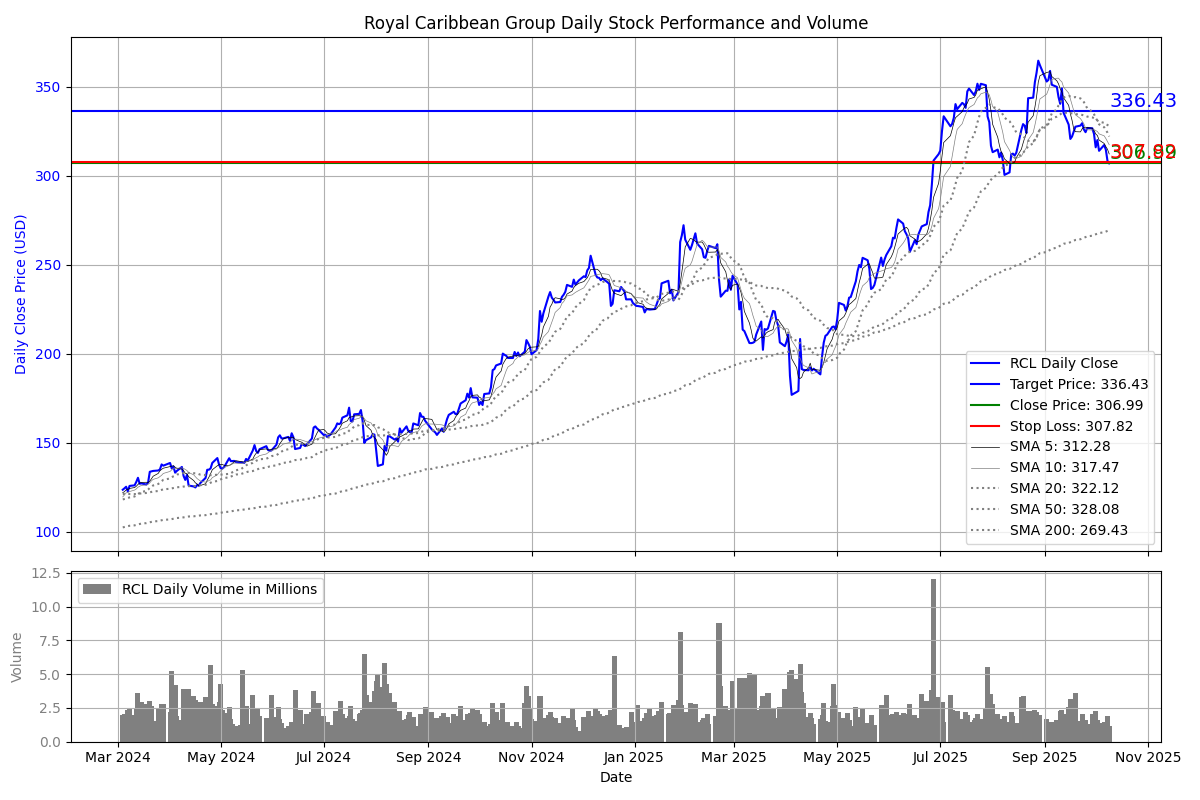 Royal Caribbean Group Daily Stock Performance and Volume
Daily Close Price (USD)
350
300
250
200
150
100
336.43
306.99
307.82
RCL Daily Close
Target Price: 336.43
Close Price: 306.99
Stop Loss: 307.82
SMA 5: 312.28
SMA 10: 317.47
SMA 20: 322.12
SMA 50: 328.08
SMA 200: 269.43
Volume
12.5
10.0
7.5
5.0
2.5
0.0
RCL Daily Volume in Millions
Mar 2024
May 2024
Jul 2024
Sep 2024
Nov 2024
Jan 2025
Mar 2025
May 2025
Jul 2025
Sep 2025
Nov 2025
Date